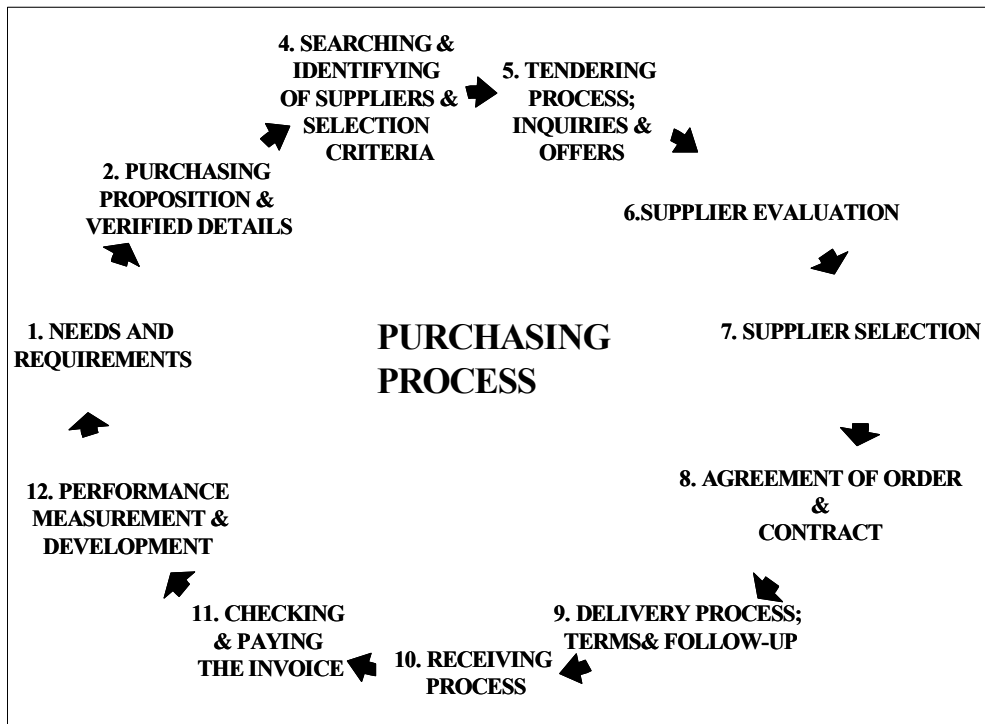 4. SEARCHING &
IDENTIFYING
OF SUPPLIERS &
SELECTION
CRITERIA
5. TENDERING
PROCESS;
INQUIRIES &
OFFERS
2. PURCHASING
PROPOSITION &
VERIFIED DETAILS
6.SUPPLIER EVALUATION
1. NEEDS AND
REQUIREMENTS
PURCHASING
PROCESS
7. SUPPLIER SELECTION
12. PERFORMANCE
MEASUREMENT &
DEVELOPMENT
8. AGREEMENT OF ORDER
&
CONTRACT
11. CHECKING
& PAYING
THE INVOICE
9. DELIVERY PROCESS;
TERMS& FOLLOW-UP
10. RECEIVING
PROCESS